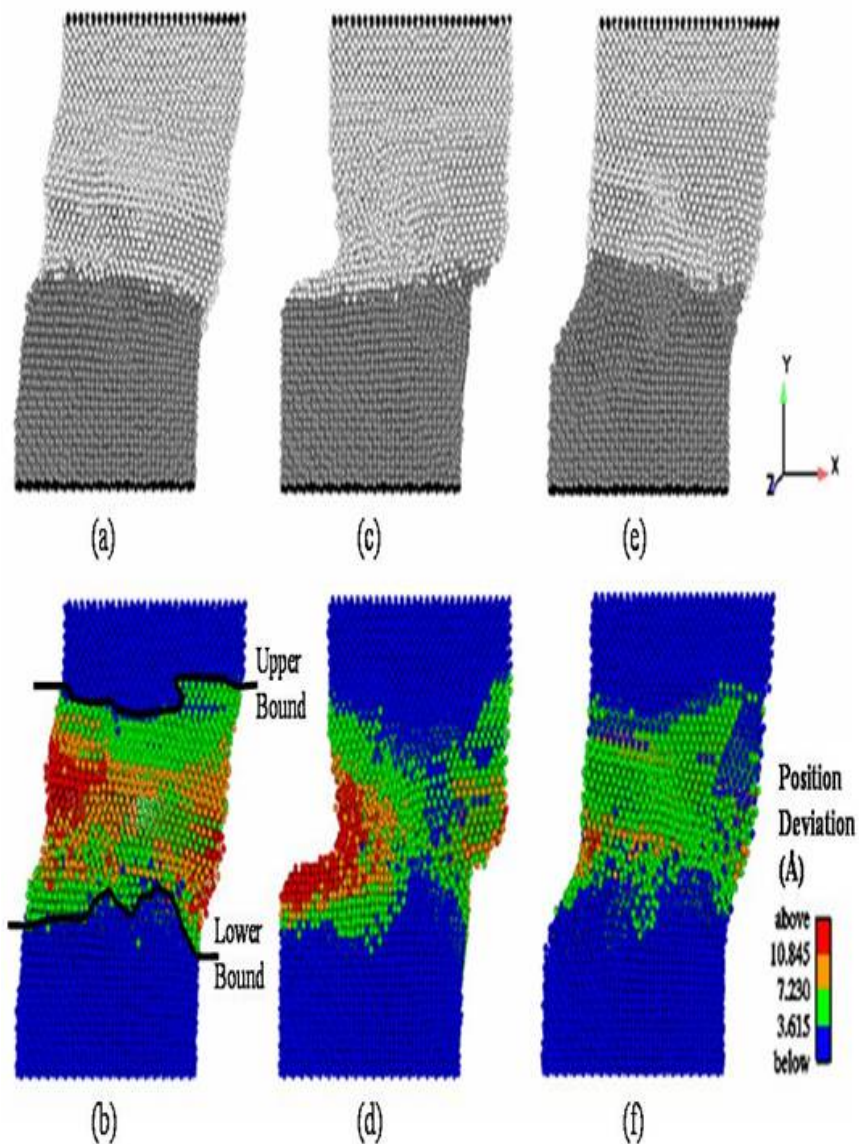 Y
X
Z
(a)
(c)
(e)
Upper
Bound
Lower
Bound
Position
Deviation
(Å)
above
10.845
7.230
3.615
below
(b)
(d)
(f)